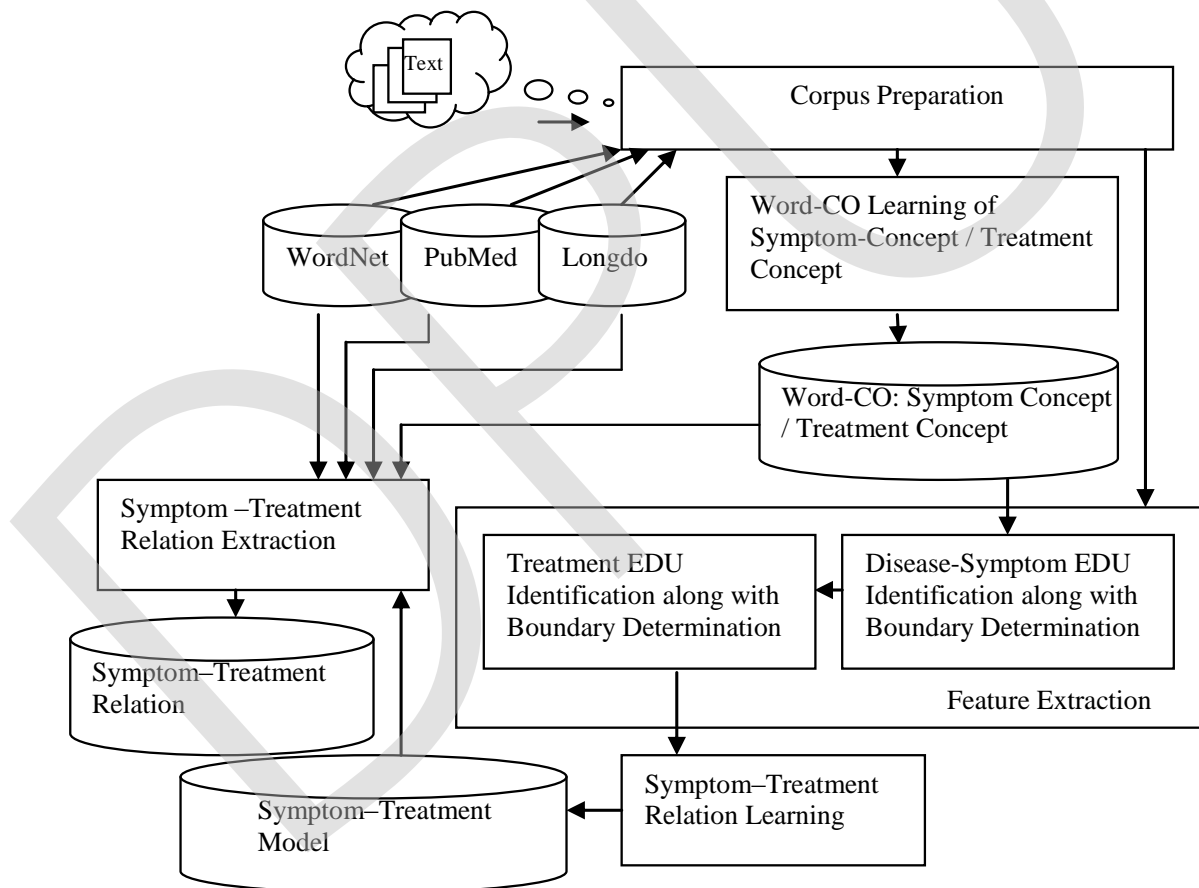 Text
Corpus Preparation
Word-CO Learning of
Symptom-Concept / Treatment
Concept
WordNet
PubMed
Longdo
Word-CO: Symptom Concept
/ Treatment Concept
Symptom –Treatment
Relation Extraction
Treatment EDU
Identification along with
Boundary Determination
Disease-Symptom EDU
Identification along with
Boundary Determination
Feature Extraction
Symptom–Treatment
Relation
Symptom–Treatment
Relation Learning
Symptom–Treatment
Model
DPU